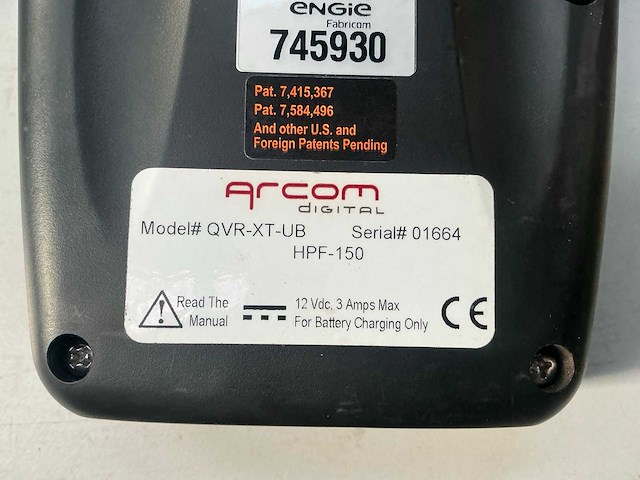 ENGIE
Fabricom
745930
Pat. 7,415,367
Pat. 7,584,496
And other U.S. and
Foreign Patents Pending
Arcom
DIGITAL
Model# QVR-XT-UB Serial# 01664
HPF-150
Read The
Manual
12 Vdc, 3 Amps Max
For Battery Charging Only
CE